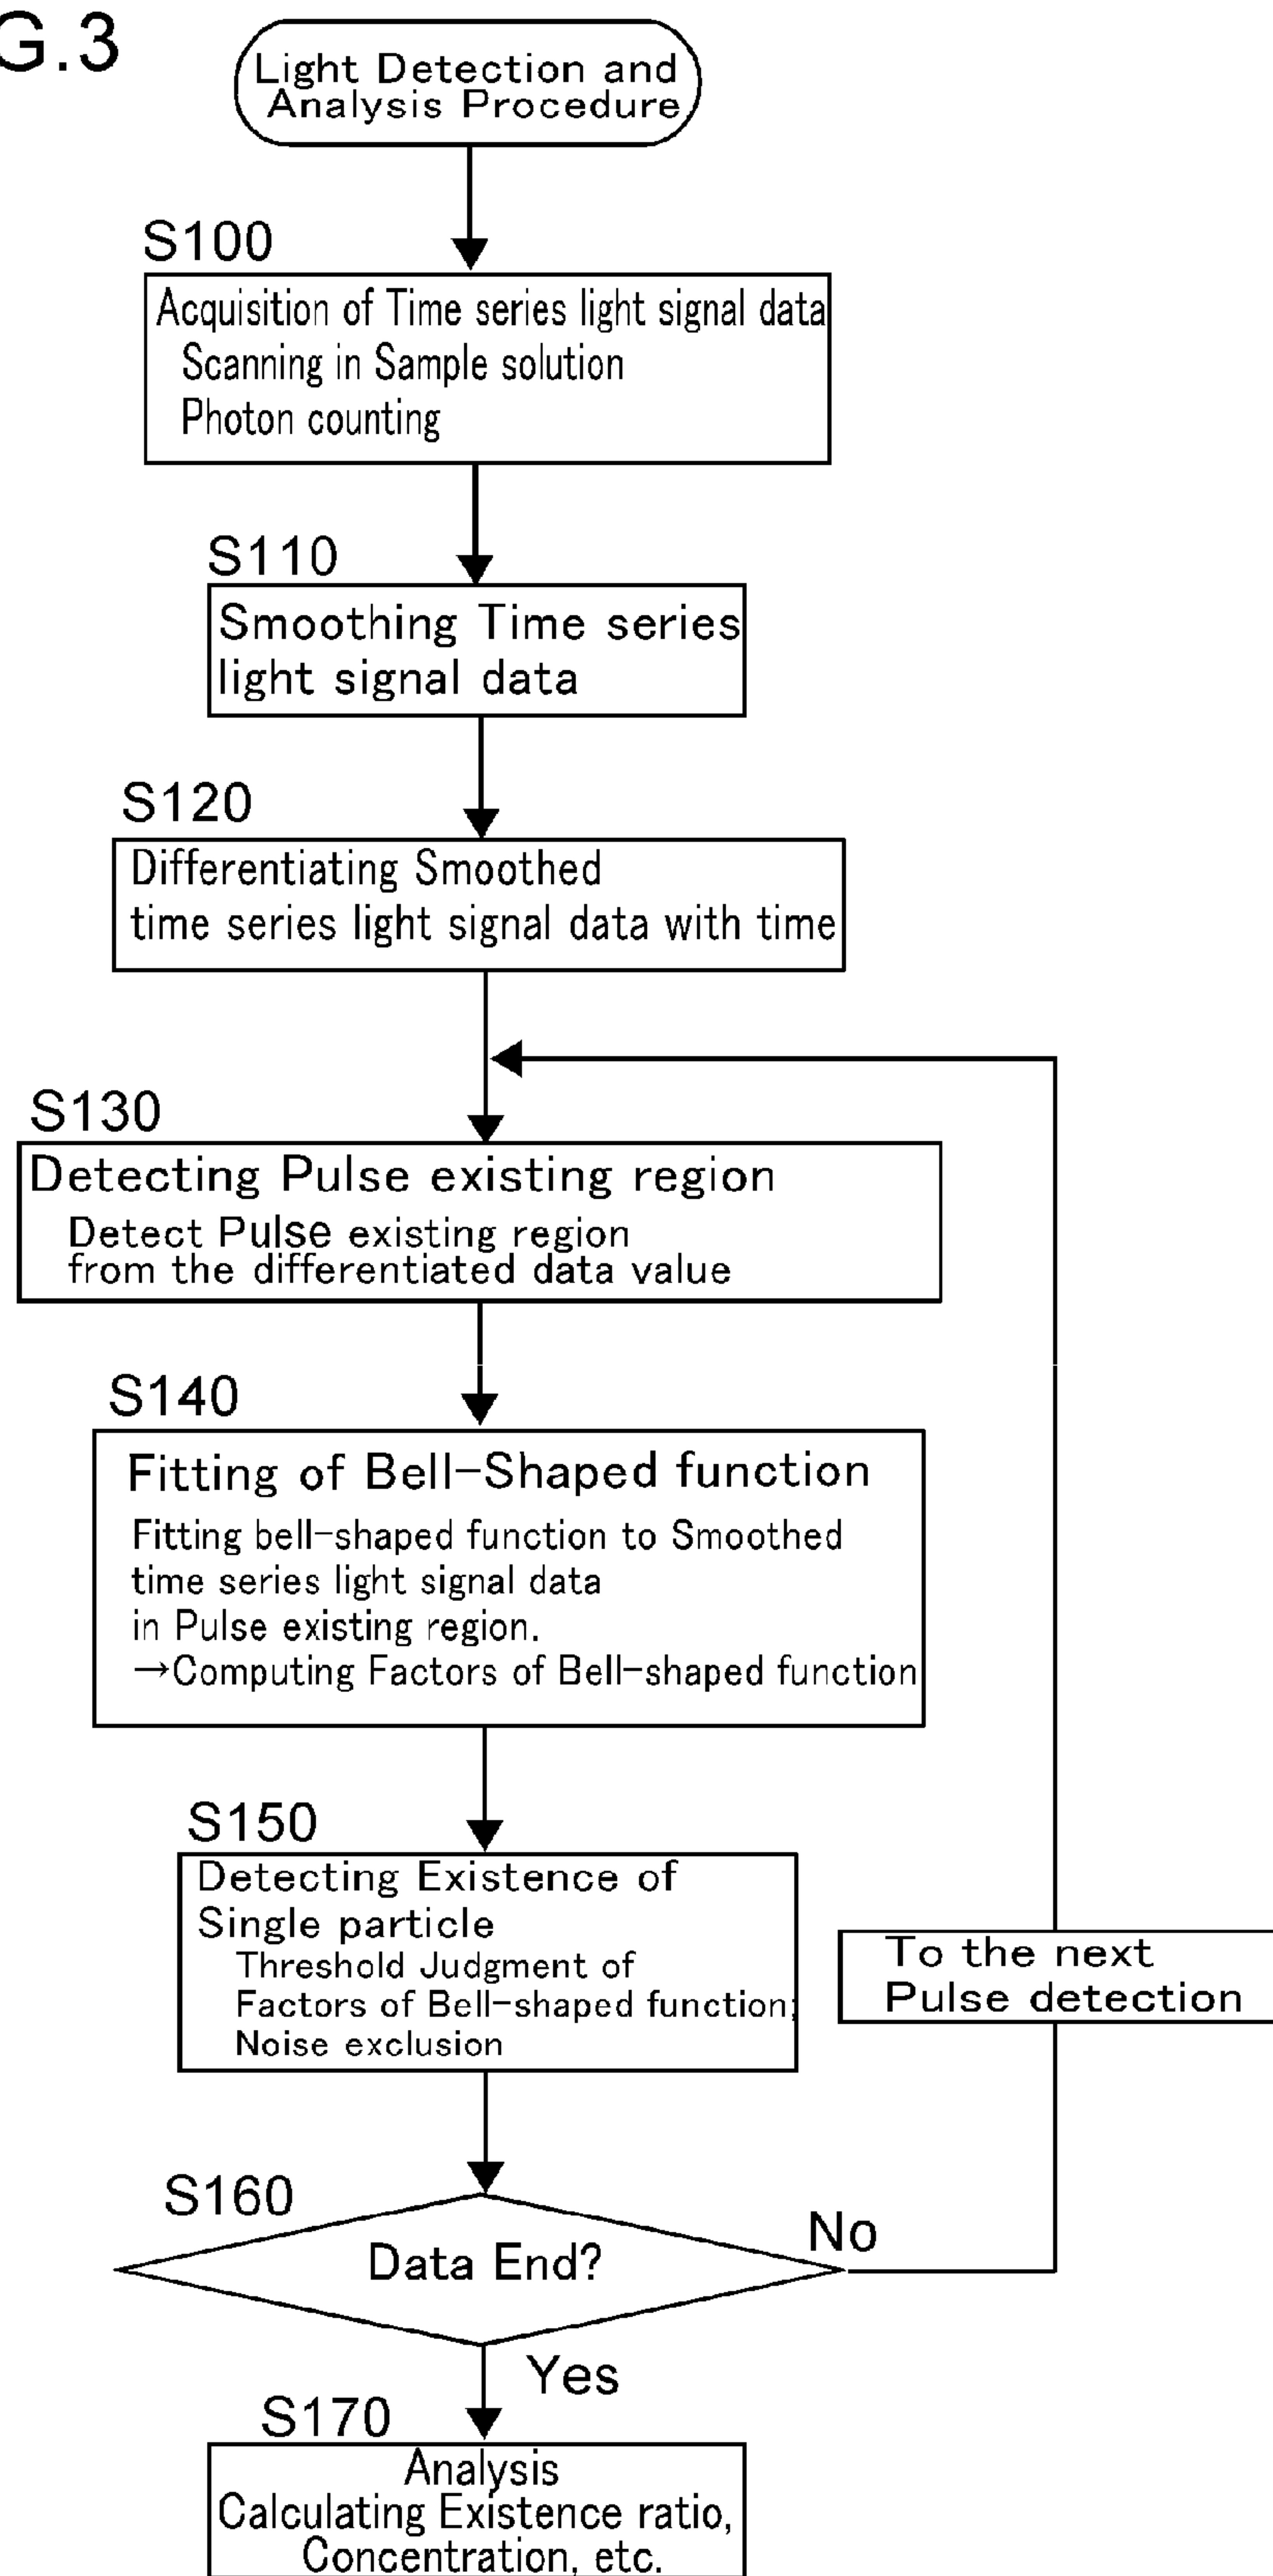 G.3
Light Detection and
Analysis Procedure
S100
Acquisition of Time series light signal data
Scanning in Sample solution
Photon counting
S110
Smoothing Time series
light signal data
S120
Differentiating Smoothed
time series light signal data with time
S130
Detecting Pulse existing region
Detect Pulse existing region
from the differentiated data value
S140
Fitting of Bell-Shaped function
Fitting bell-shaped function to Smoothed
time series light signal data
in Pulse existing region.
→Computing Factors of Bell-shaped function
S150
Detecting Existence of
Single particle
Threshold Judgment of
Factors of Bell-shaped function;
Noise exclusion
To the next
Pulse detection
S160
Data End?
No
Yes
S170
Analysis
Calculating Existence ratio,
Concentration, etc.